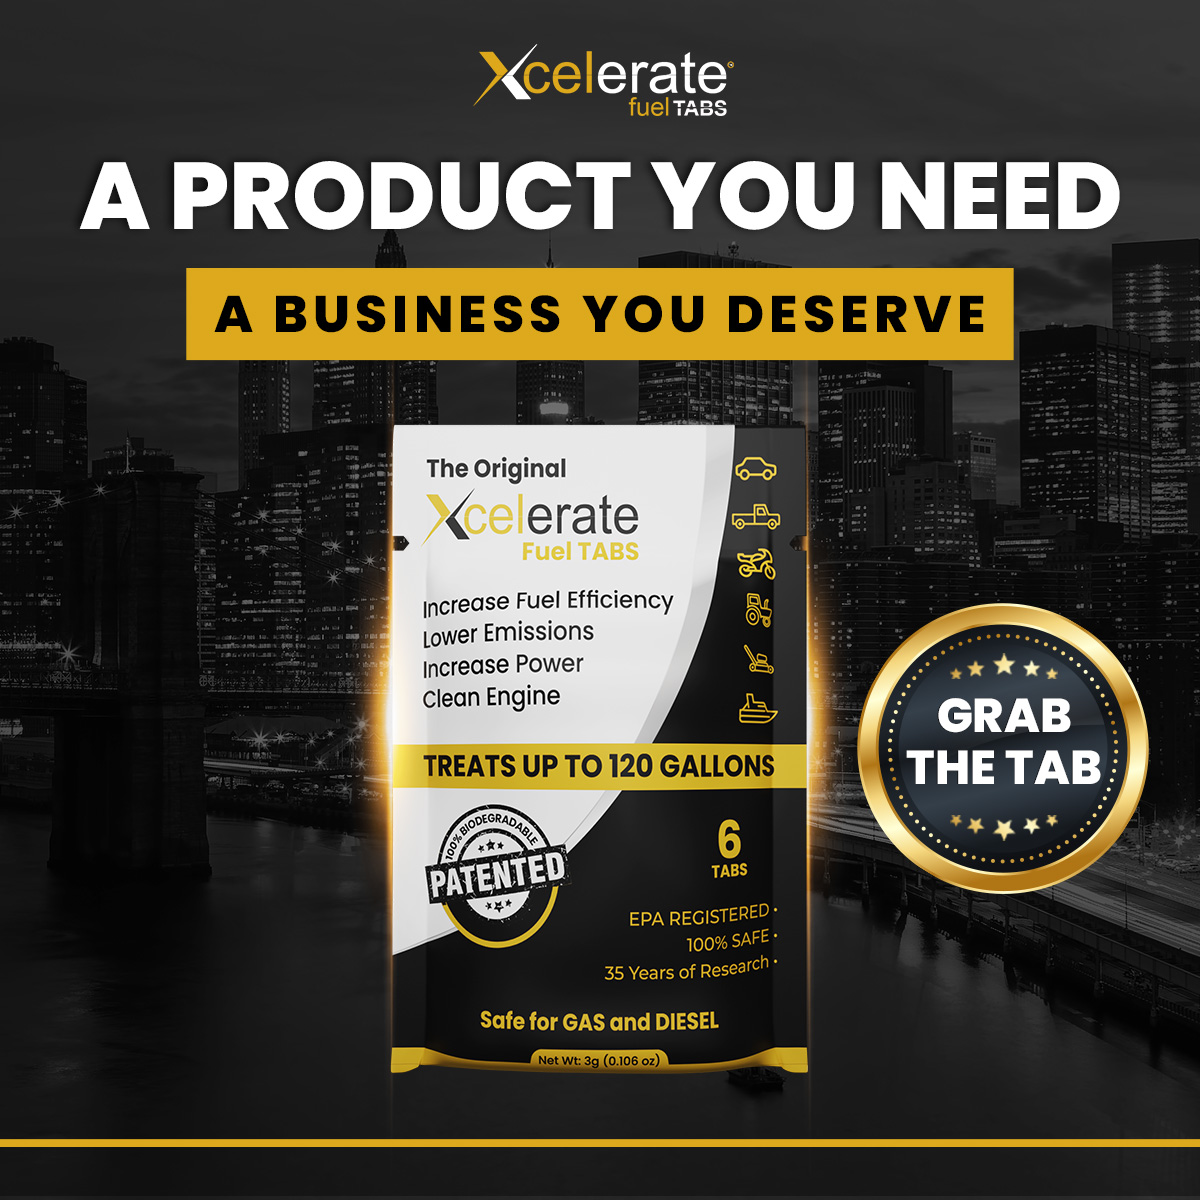 Xcelerate
fuel TABS
A PRODUCT YOU NEED
A BUSINESS YOU DESERVE
The Original
Xcelerate
Fuel TABS
Increase Fuel Efficiency
Lower Emissions
Increase Power
Clean Engine
TREATS UP TO 120 GALLONS
100% BIODEGRADABLE
PATENTED
6
TABS
EPA REGISTERED •
100% SAFE •
35 Years of Research •
Safe for GAS and DIESEL
Net Wt: 3g (0.106 oz)
GRAB
THE TAB